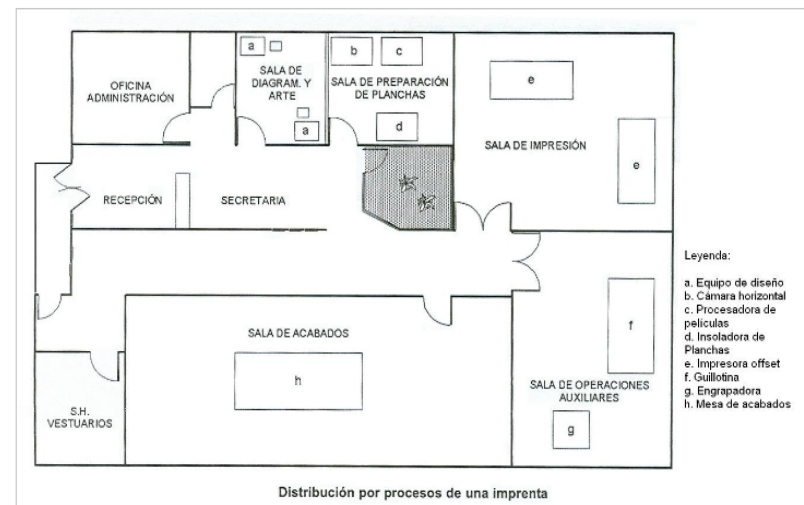 OFICINA
ADMINISTRACIÓN
a
SALA DE
DIAGRAM. Y
ARTE
a
b
c
SALA DE PREPARACIÓN
DE PLANCHAS
d
e
SALA DE IMPRESIÓN
e
RECEPCIÓN
SECRETARIA
Leyenda:
a. Equipo de diseño
b. Cámara horizontal
c. Procesadora de
películas
d. Insoladora de
Planchas
e. Impresora offset
f. Guillotina
g. Engrapadora
h. Mesa de acabados
SALA DE ACABADOS
h
f
SALA DE OPERACIONES
AUXILIARES
g
S.H.
VESTUARIOS
Distribución por procesos de una imprenta